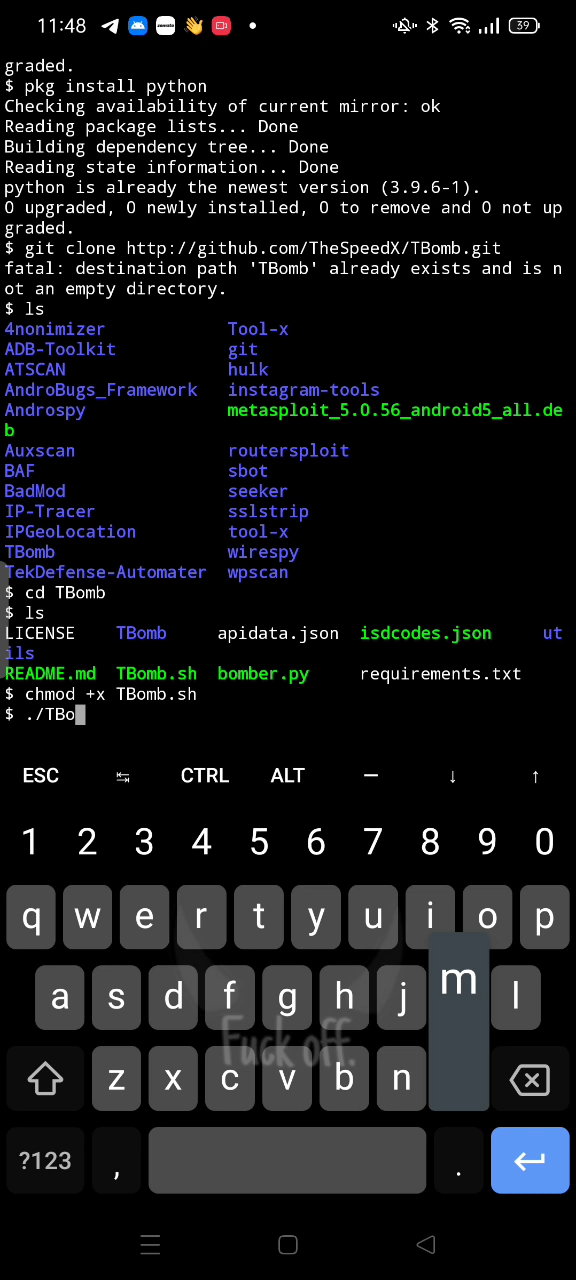 11:48 39
graded.
$ pkg install python
Checking availability of current mirror: ok
Reading package lists... Done
Building dependency tree... Done
Reading state information... Done
python is already the newest version (3.9.6-1).
0 upgraded, 0 newly installed, 0 to remove and 0 not up
graded.
$ git clone http://github.com/TheSpeedX/TBomb.git
fatal: destination path 'TBomb' already exists and is n
ot an empty directory.
$ ls
4nonimizer Tool-x
ADB-Toolkit git
ATSCAN hulk
AndroBugs_Framework instagram-tools
Androspy metasploit_5.0.56_android5_all.de
b
Auxscan routersploit
BAF sbot
BadMod seeker
IP-Tracer sslstrip
IPGeoLocation tool-x
TBomb wirespy
TekDefense-Automater wpscan
$ cd TBomb
$ ls
LICENSE TBomb apidata.json isdcodes.json ut
ils
README.md TBomb.sh bomber.py requirements.txt
$ chmod +x TBomb.sh
$ ./TBo
ESC ↹ CTRL ALT — ↓ ↑
1 2 3 4 5 6 7 8 9 0
q w e r t y u i o p
a s d f g h j m l
Fuck off.
z x c v b n
?123 , .